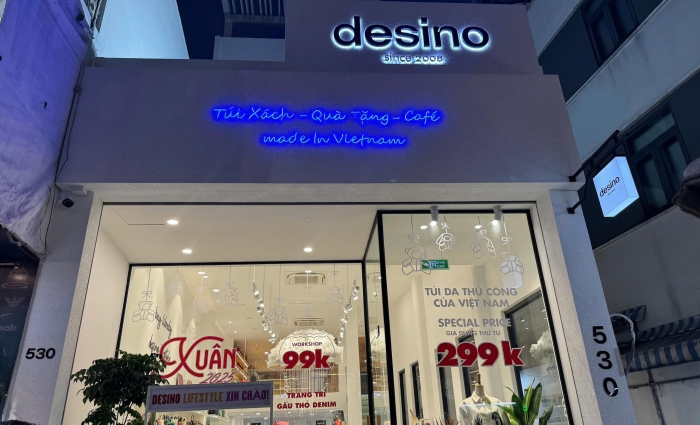 desino
since 2008
Túi Xách - Quà Tặng - Café
made In Vietnam
desino
TÚI DA THỦ CÔNG
CỦA VIỆT NAM
SPECIAL PRICE
299k
XUÂN
2025
WORKSHOP
99k
TRANG TRÍ
GẤU THỎ DENIM
DESINO LIFESTYLE XIN CHÀO!
530
530